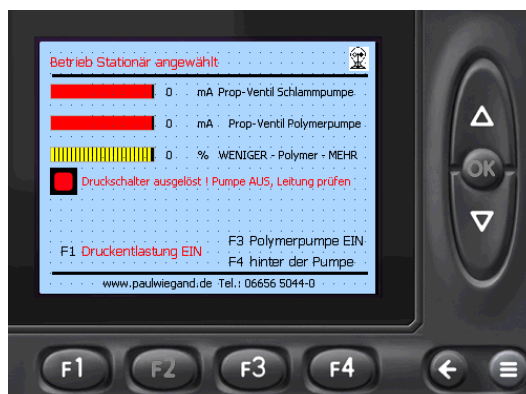 Betrieb Stationär angewählt
0 mA Prop-Ventil Schlammpumpe
0 mA Prop-Ventil Polymerpumpe
0 % WENIGER - Polymer - MEHR
Druckschalter ausgelöst ! Pumpe AUS, Leitung prüfen
F1 Druckentlastung EIN
F3 Polymerpumpe EIN
F4 hinter der Pumpe
www.paulwiegand.de Tel.: 06656 5044-0
OK
F1 F2 F3 F4